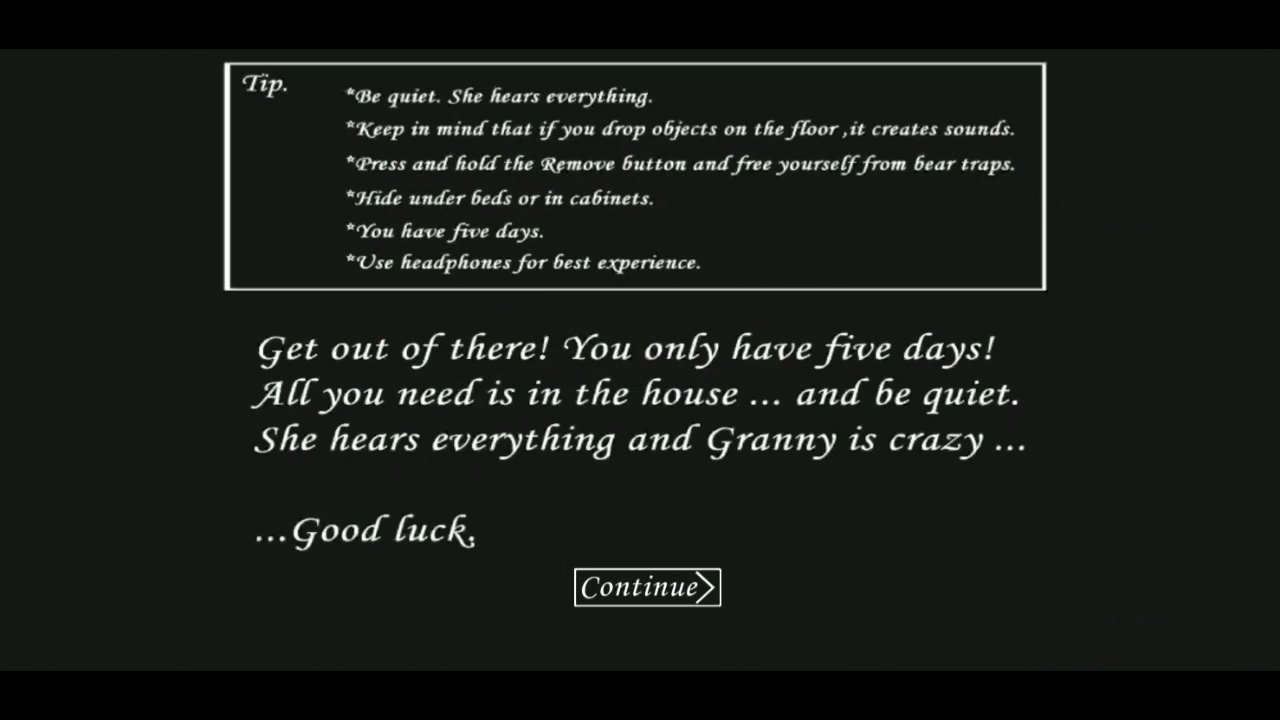 Tip.
*Be quiet. She hears everything.
*Keep in mind that if you drop objects on the floor ,it creates sounds.
*Press and hold the Remove button and free yourself from bear traps.
*Hide under beds or in cabinets.
*You have five days.
*Use headphones for best experience.
Get out of there! You only have five days!
All you need is in the house ... and be quiet.
She hears everything and Granny is crazy ...
...Good luck.
Continue>